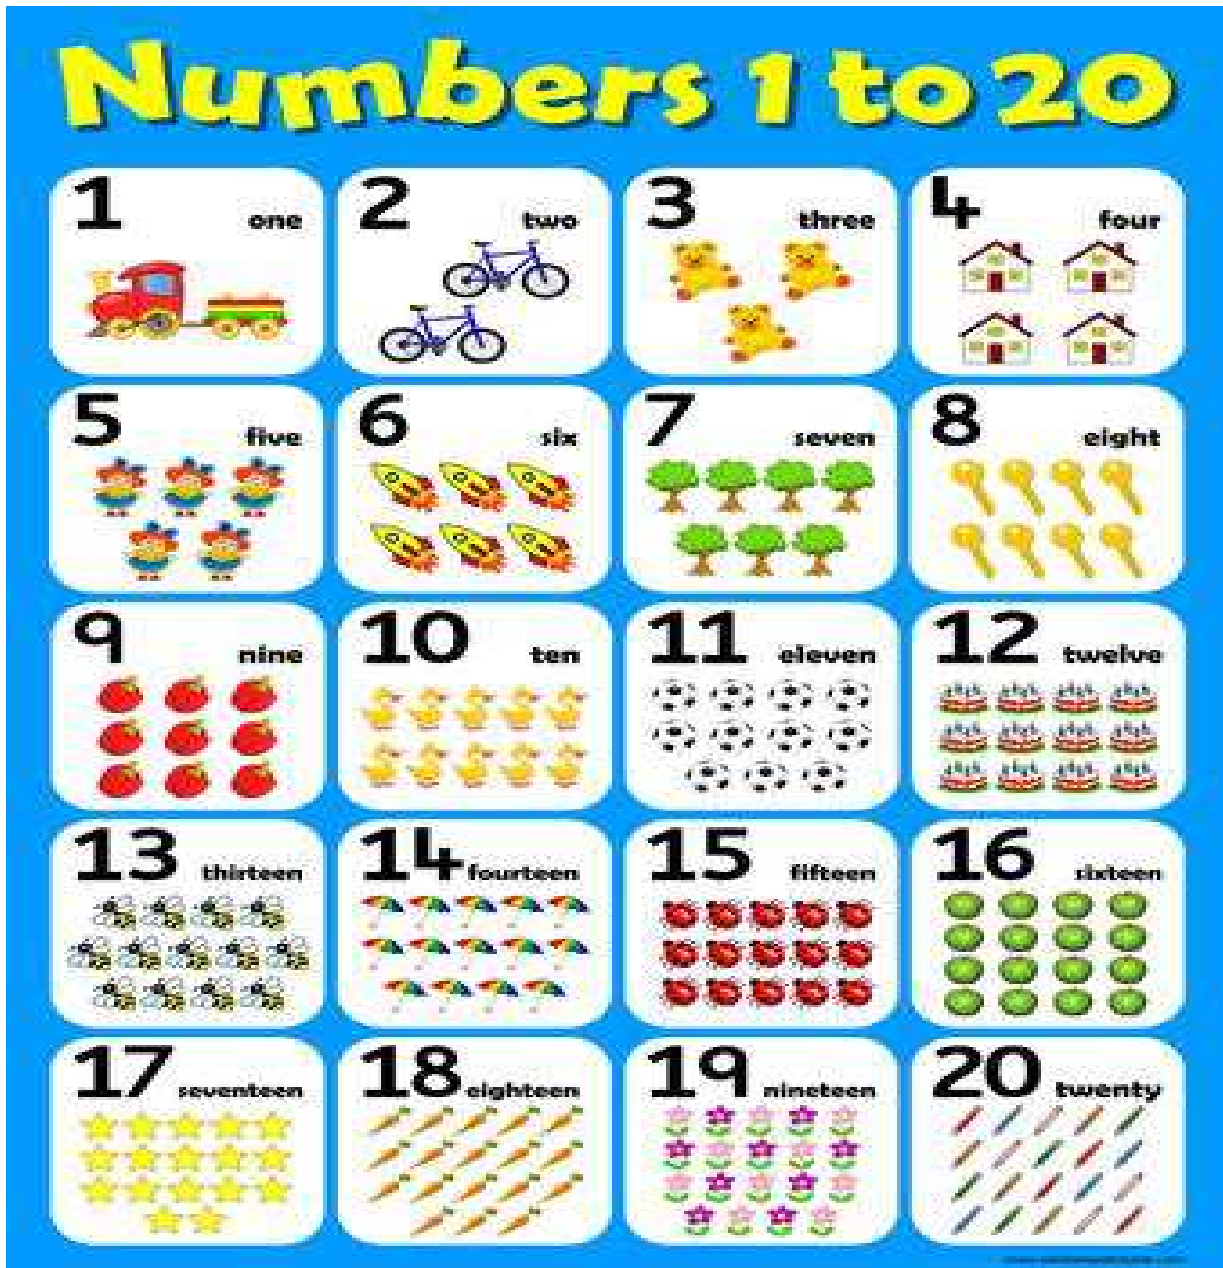 Numbers 1 to 20
1 one
2 two
3 three
4 four
5 five
6 six
7 seven
8 eight
9 nine
10 ten
11 eleven
12 twelve
13 thirteen
14 fourteen
15 fifteen
16 sixteen
17 seventeen
18 eighteen
19 nineteen
20 twenty